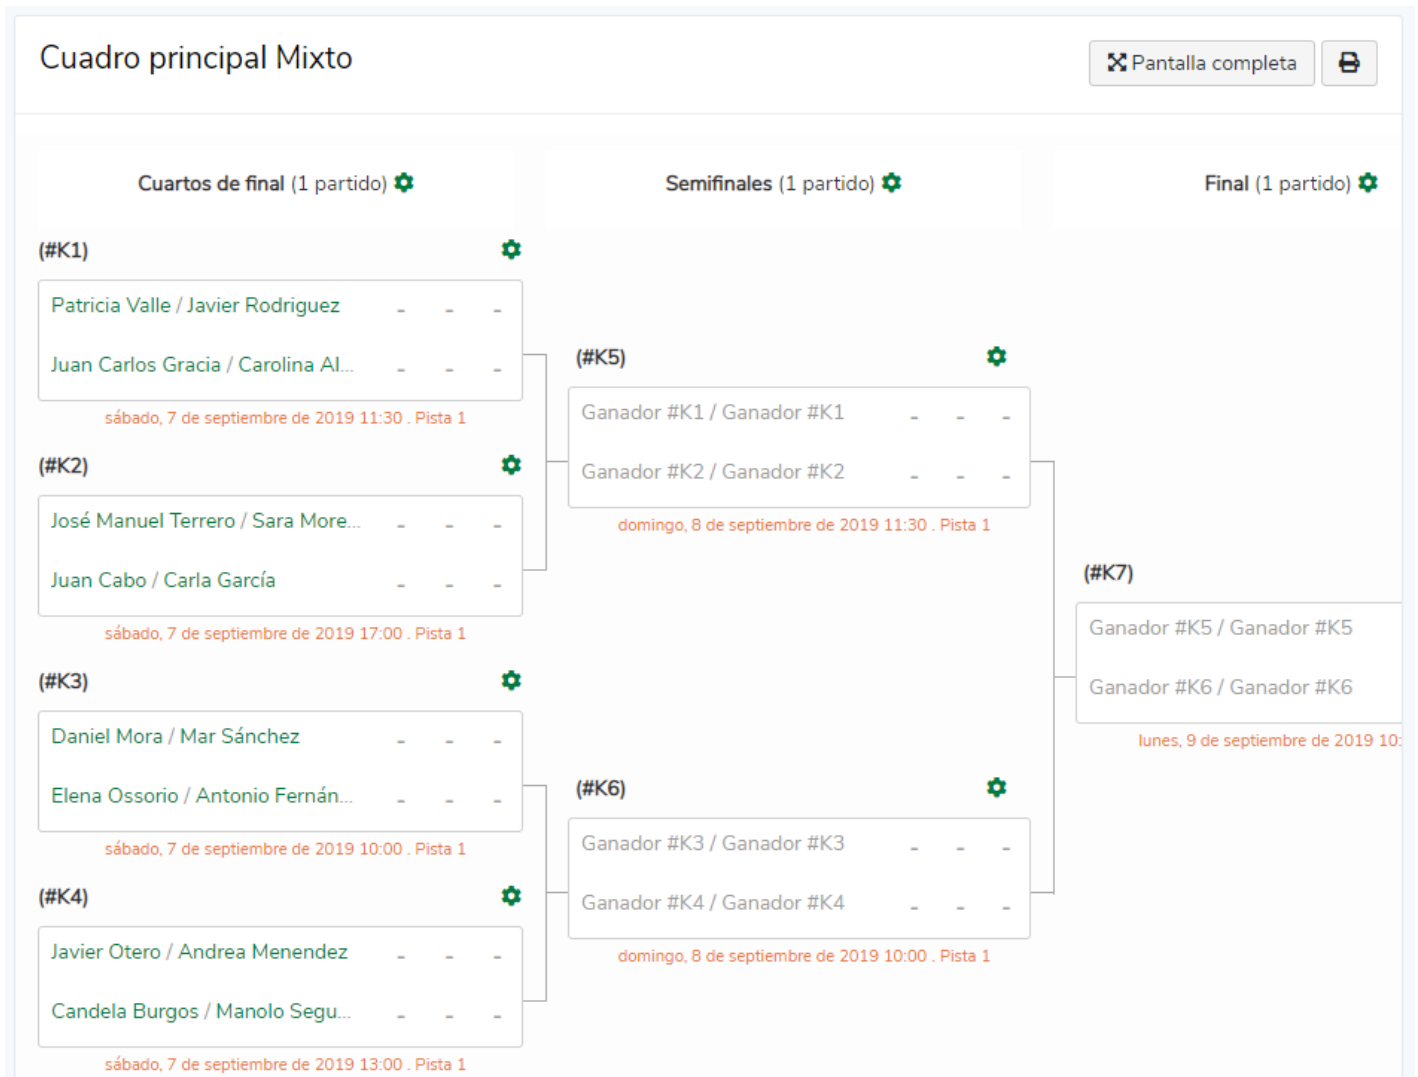 Cuadro principal Mixto
Pantalla completa
Cuartos de final (1 partido)
Semifinales (1 partido)
Final (1 partido)
(#K1)
Patricia Valle / Javier Rodriguez - - -
Juan Carlos Gracia / Carolina Al... - - -
sábado, 7 de septiembre de 2019 11:30 . Pista 1
(#K2)
José Manuel Terrero / Sara More... - - -
Juan Cabo / Carla García - - -
sábado, 7 de septiembre de 2019 17:00 . Pista 1
(#K3)
Daniel Mora / Mar Sánchez - - -
Elena Ossorio / Antonio Fernán... - - -
sábado, 7 de septiembre de 2019 10:00 . Pista 1
(#K4)
Javier Otero / Andrea Menendez - - -
Candela Burgos / Manolo Segu... - - -
sábado, 7 de septiembre de 2019 13:00 . Pista 1
(#K5)
Ganador #K1 / Ganador #K1 - - -
Ganador #K2 / Ganador #K2 - - -
domingo, 8 de septiembre de 2019 11:30 . Pista 1
(#K6)
Ganador #K3 / Ganador #K3 - - -
Ganador #K4 / Ganador #K4 - - -
domingo, 8 de septiembre de 2019 10:00 . Pista 1
(#K7)
Ganador #K5 / Ganador #K5
Ganador #K6 / Ganador #K6
lunes, 9 de septiembre de 2019 10: